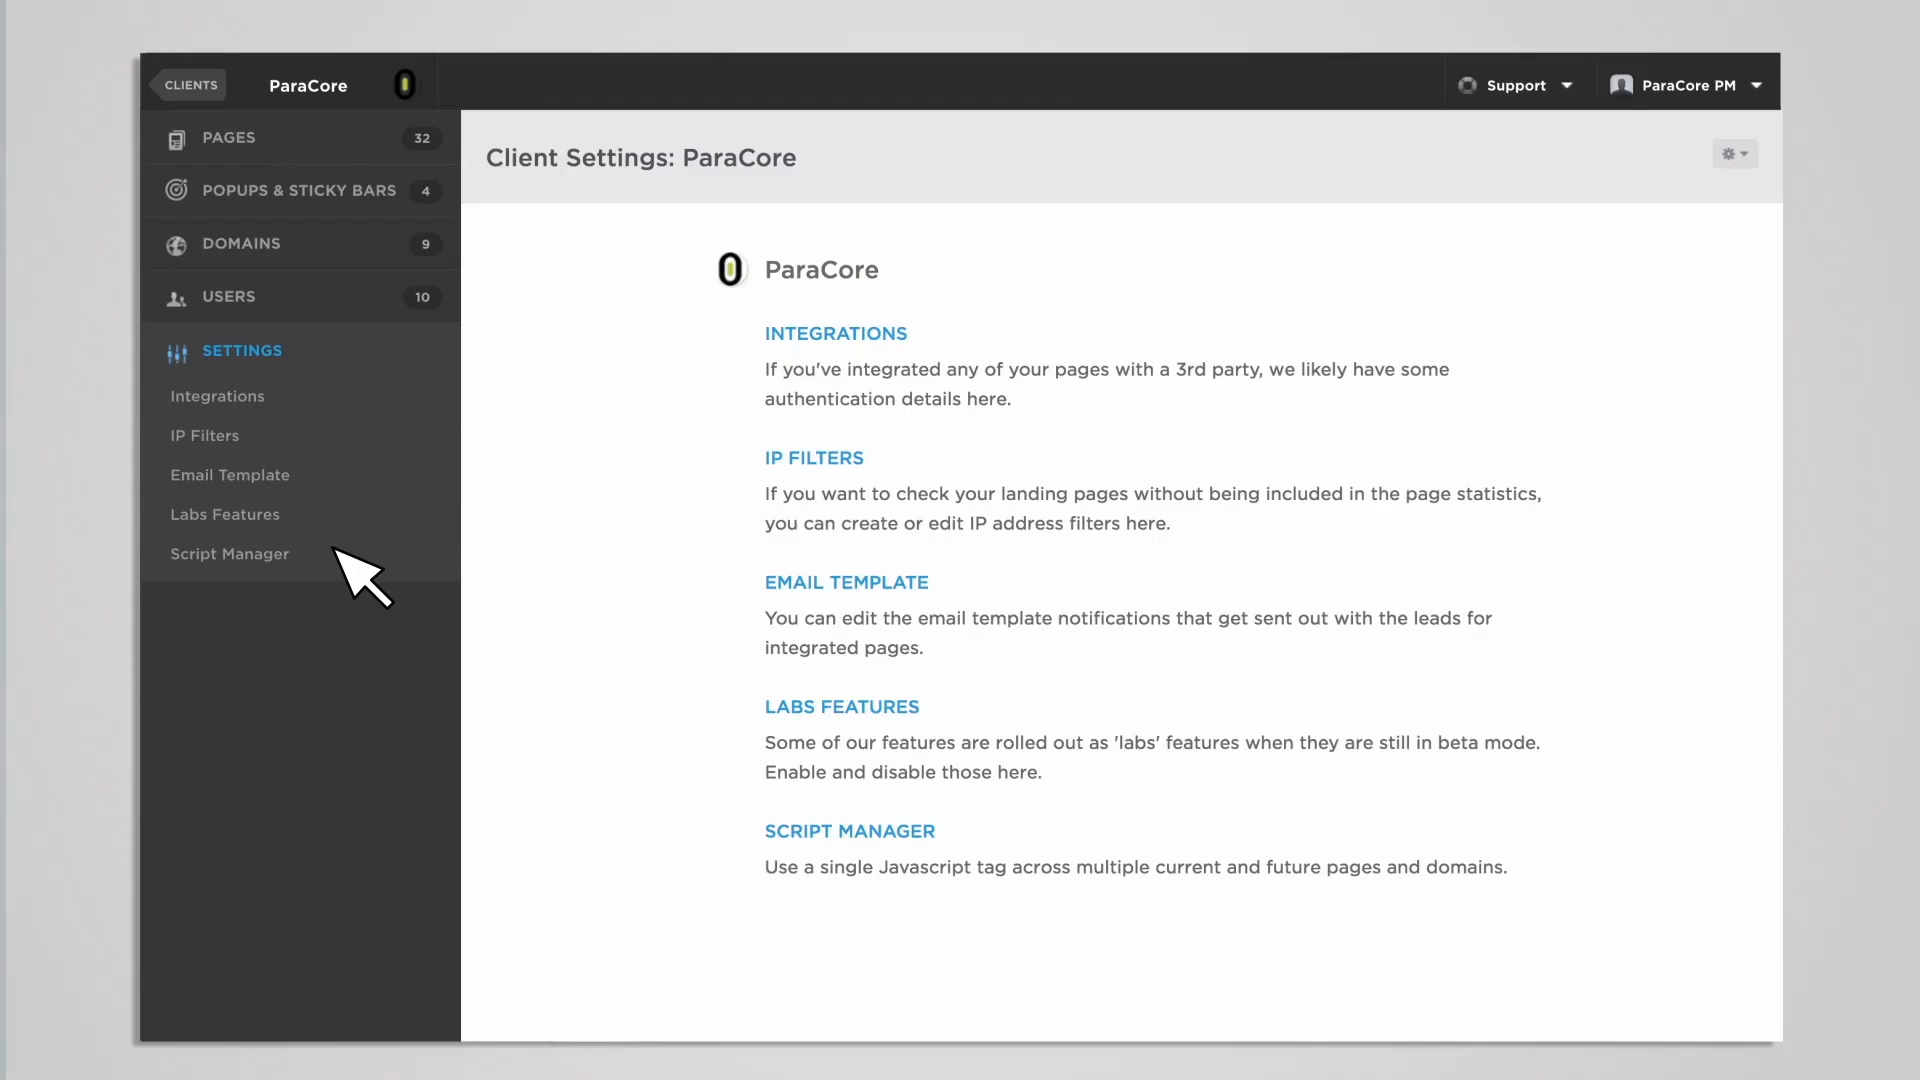 CLIENTS
ParaCore
Support
ParaCore PM
PAGES 32
POPUPS & STICKY BARS 4
DOMAINS 9
USERS 10
SETTINGS
Integrations
IP Filters
Email Template
Labs Features
Script Manager
Client Settings: ParaCore
ParaCore
INTEGRATIONS
If you've integrated any of your pages with a 3rd party, we likely have some
authentication details here.
IP FILTERS
If you want to check your landing pages without being included in the page statistics,
you can create or edit IP address filters here.
EMAIL TEMPLATE
You can edit the email template notifications that get sent out with the leads for
integrated pages.
LABS FEATURES
Some of our features are rolled out as 'labs' features when they are still in beta mode.
Enable and disable those here.
SCRIPT MANAGER
Use a single Javascript tag across multiple current and future pages and domains.